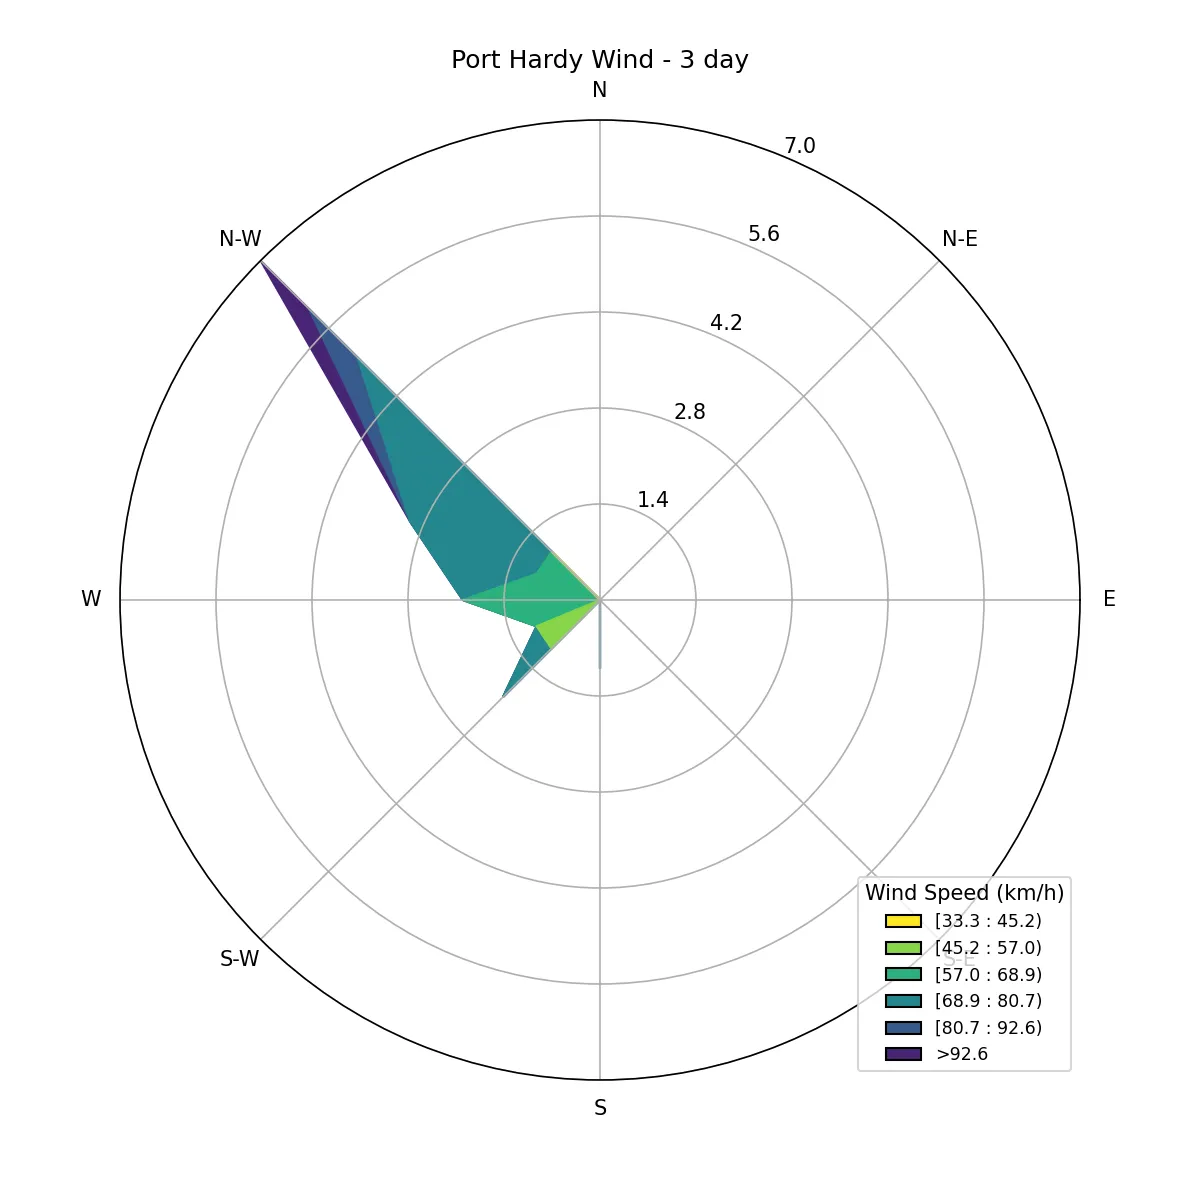 Port Hardy Wind - 3 day
N
7.0
5.6
N-W
N-E
4.2
2.8
1.4
W
E
Wind Speed (km/h)
[33.3 : 45.2)
[45.2 : 57.0)
S-W
S-E
[57.0 : 68.9)
[68.9 : 80.7)
[80.7 : 92.6)
>92.6
S